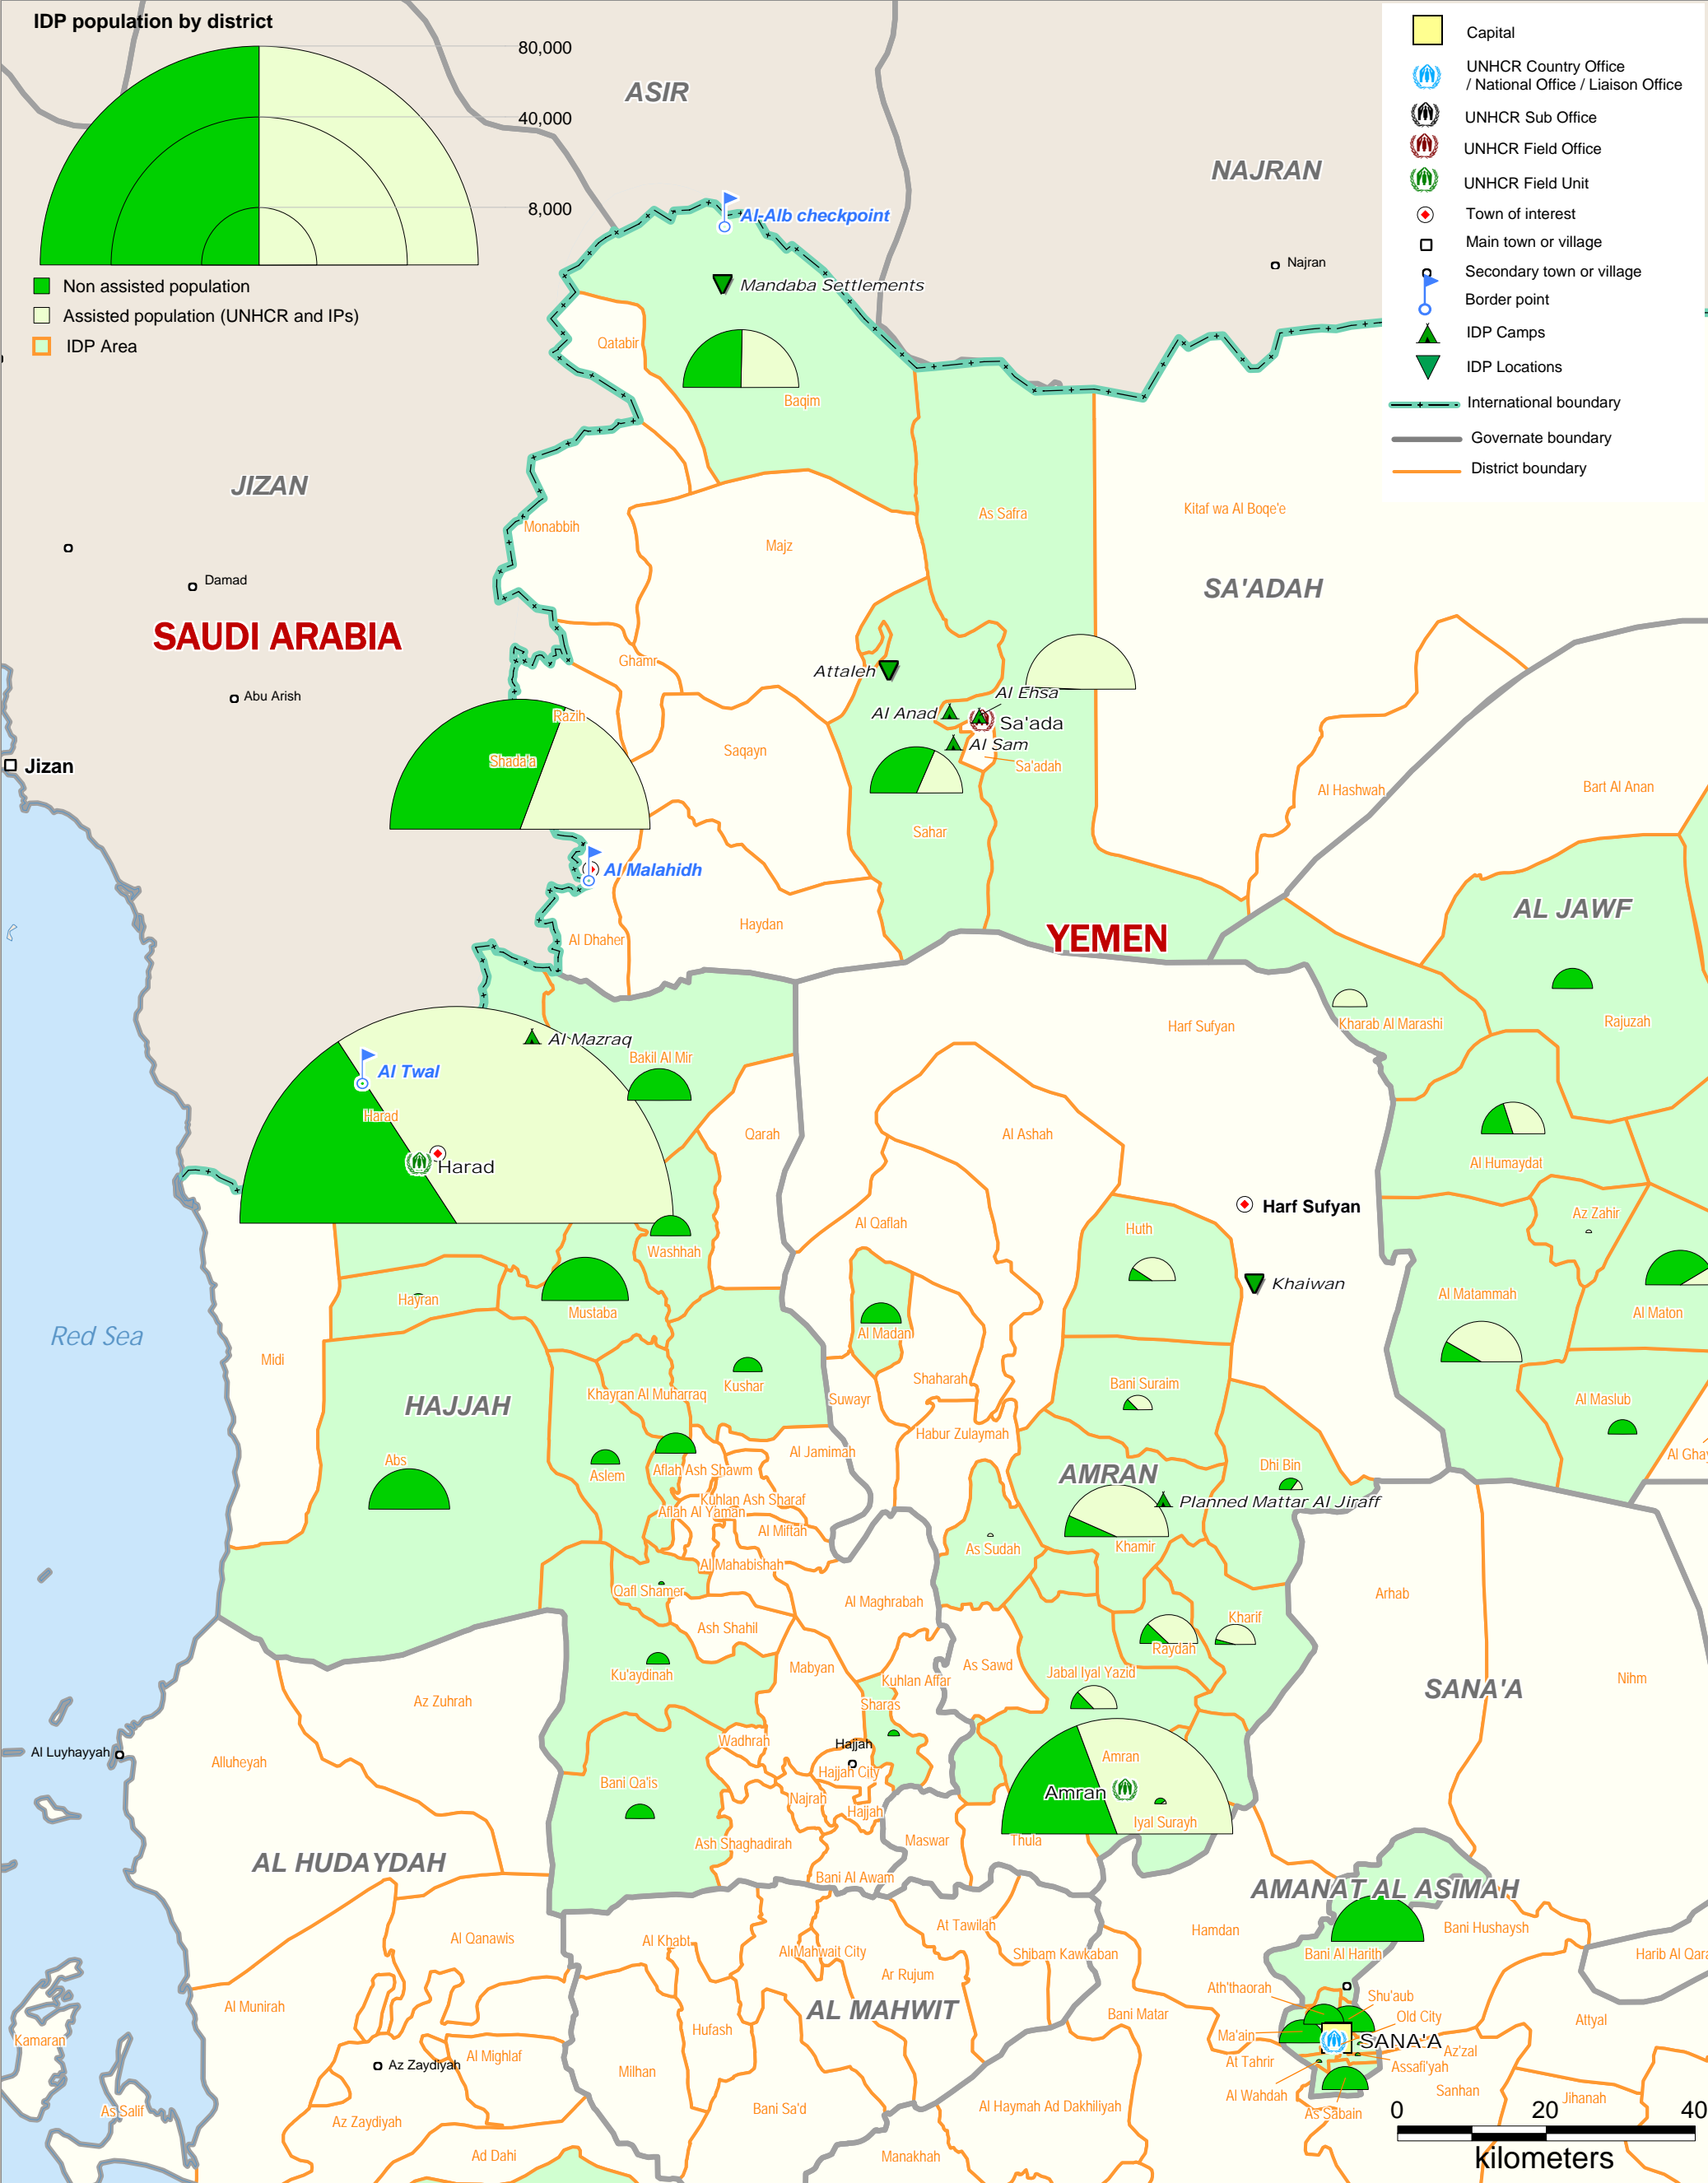 IDP population by district
80,000
40,000
8,000
Non assisted population
Assisted population (UNHCR and IPs)
IDP Area
Capital
UNHCR Country Office
/ National Office / Liaison Office
UNHCR Sub Office
UNHCR Field Office
UNHCR Field Unit
Town of interest
Main town or village
Secondary town or village
Border point
IDP Camps
IDP Locations
International boundary
Governate boundary
District boundary
ASIR
NAJRAN
Najran
Al-Alb checkpoint
Mandaba Settlements
Qatabir
Baqim
JIZAN
Monabbih
Majz
As Safra
Kitaf wa Al Boqe'e
Damad
SA'ADAH
SAUDI ARABIA
Ghamr
Attaleh
Abu Arish
Al Ehsa
Razih
Al Anad
Sa'ada
Al Sam
Saqayn
Shada'a
Sa'adah
Jizan
Al Hashwah
Bart Al Anan
Sahar
Al Malahidh
AL JAWF
Haydan
Al Dhaher
YEMEN
Harf Sufyan
Kharab Al Marashi
Rajuzah
Al Mazraq
Bakil Al Mir
Al Twal
Harad
Qarah
Al Ashah
Harad
Al Humaydat
Harf Sufyan
Az Zahir
Al Qaflah
Huth
Washhah
Khaiwan
Al Matammah
Hayran
Mustaba
Al Madan
Al Maton
Red Sea
Midi
Kushar
Shaharah
Bani Suraim
Khayran Al Muharraq
Suwayr
Al Maslub
HAJJAH
Habur Zulaymah
Al Jamimah
Al Ghay
Abs
Aslem
Aflah Ash Shawm
AMRAN
Dhi Bin
Kuhlan Ash Sharaf
Planned Mattar Al Jiraff
Aflah Al Yaman
Al Miftah
As Sudah
Khamir
Al Mahabishah
Qafl Shamer
Al Maghrabah
Arhab
Ash Shahil
Kharif
Raydah
Ku'aydinah
Mabyan
As Sawd
Jabal Iyal Yazid
Kuhlan Affar
Nihm
SANA'A
Az Zuhrah
Sharas
Wadhrah
Hajjah
Al Luyhayyah
Alluheyah
Amran
Hajjah City
Bani Qa'is
Amran
Najrah
Hajjah
Iyal Surayh
Ash Shaghadirah
Maswar
Thula
AL HUDAYDAH
Bani Al Awam
AMANAT AL ASIMAH
At Tawilah
Hamdan
Bani Hushaysh
Al Qanawis
Al Khabt
Al Mahwait City
Shibam Kawkaban
Bani Al Harith
Harib Al Qara
Ar Rujum
Ath'thaorah
Shu'aub
Al Munirah
AL MAHWIT
Bani Matar
Old City
Attyal
Hufash
Ma'ain
SANA'A
Kamaran
Az'zal
Al Mighlaf
Az Zaydiyah
At Tahrir
Assafi'yah
Milhan
Al Wahdah
Sanhan
Jihanah
As Salif
Bani Sa'd
Al Haymah Ad Dakhiliyah
As Sabain
Az Zaydiyah
0 20 40
Ad Dahi
Manakhah
kilometers